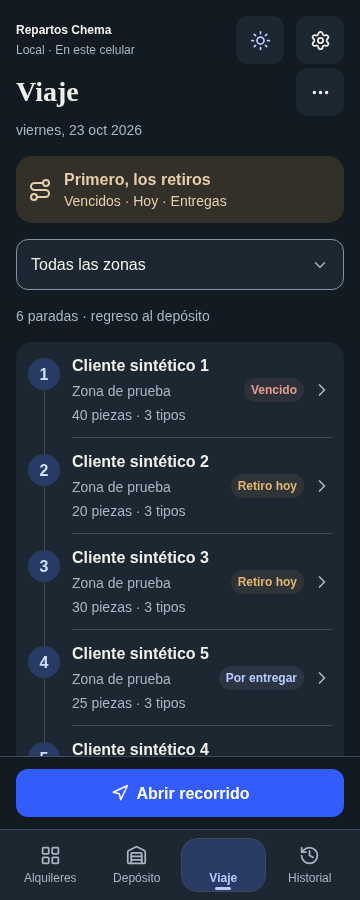 Repartos Chema
Local · En este celular
Viaje
viernes, 23 oct 2026
Primero, los retiros
Vencidos · Hoy · Entregas
Todas las zonas
6 paradas · regreso al depósito
1
Cliente sintético 1
Zona de prueba
Vencido
40 piezas · 3 tipos
2
Cliente sintético 2
Zona de prueba
Retiro hoy
20 piezas · 3 tipos
3
Cliente sintético 3
Zona de prueba
Retiro hoy
30 piezas · 3 tipos
4
Cliente sintético 5
Zona de prueba
Por entregar
25 piezas · 3 tipos
5
Cliente sintético 4
Abrir recorrido
Alquileres
Depósito
Viaje
Historial